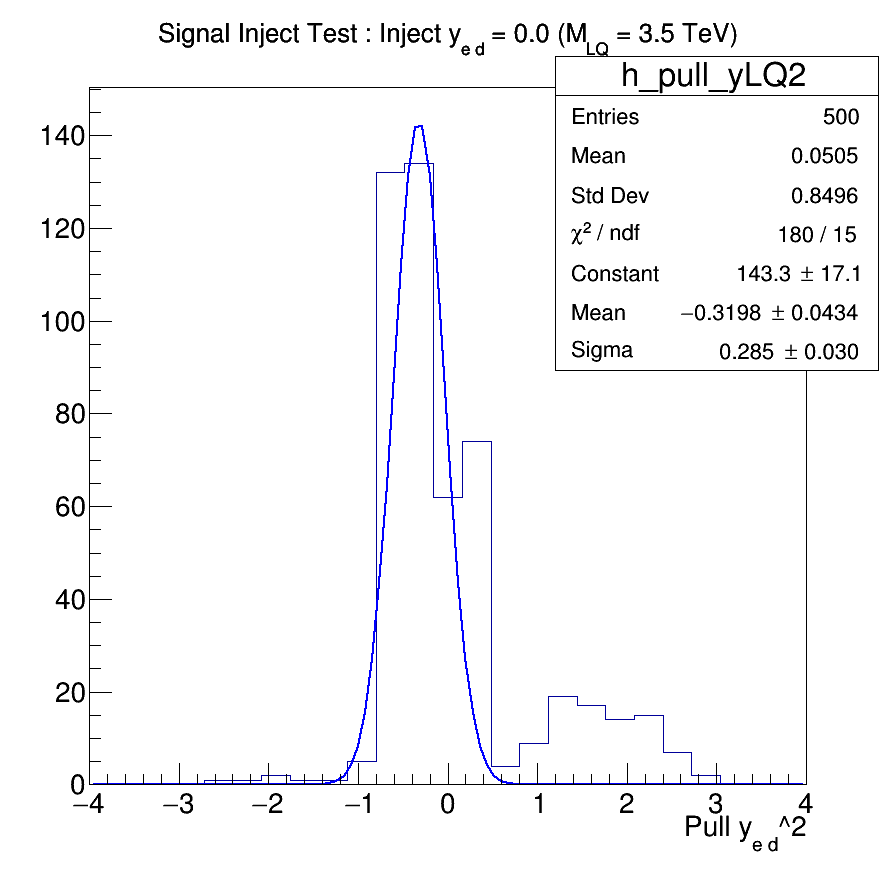 Signal Inject Test : Inject y_{e d} = 0.0 (M_{LQ} = 3.5 TeV)
h_pull_yLQ2
Entries 500
Mean 0.0505
Std Dev 0.8496
χ² / ndf 180 / 15
Constant 143.3 ± 17.1
Mean −0.3198 ± 0.0434
Sigma 0.285 ± 0.030
140
120
100
80
60
40
20
0
−4 −3 −2 −1 0 1 2 3 4
Pull y_{e d}^2